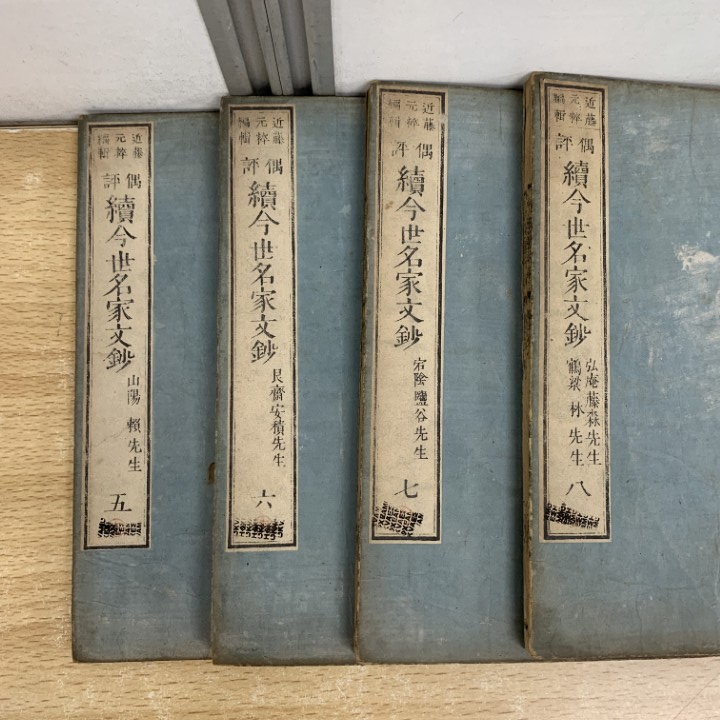 近藤元粹編輯
偶評
續今世名家文鈔
山陽 賴先生
五
近藤元粹編輯
偶評
續今世名家文鈔
艮齋安積先生
六
近藤元粹編輯
偶評
續今世名家文鈔
宕陰鹽谷先生
七
近藤元粹編輯
偶評
續今世名家文鈔
弘庵藤森先生
鶴梁 林先生
八